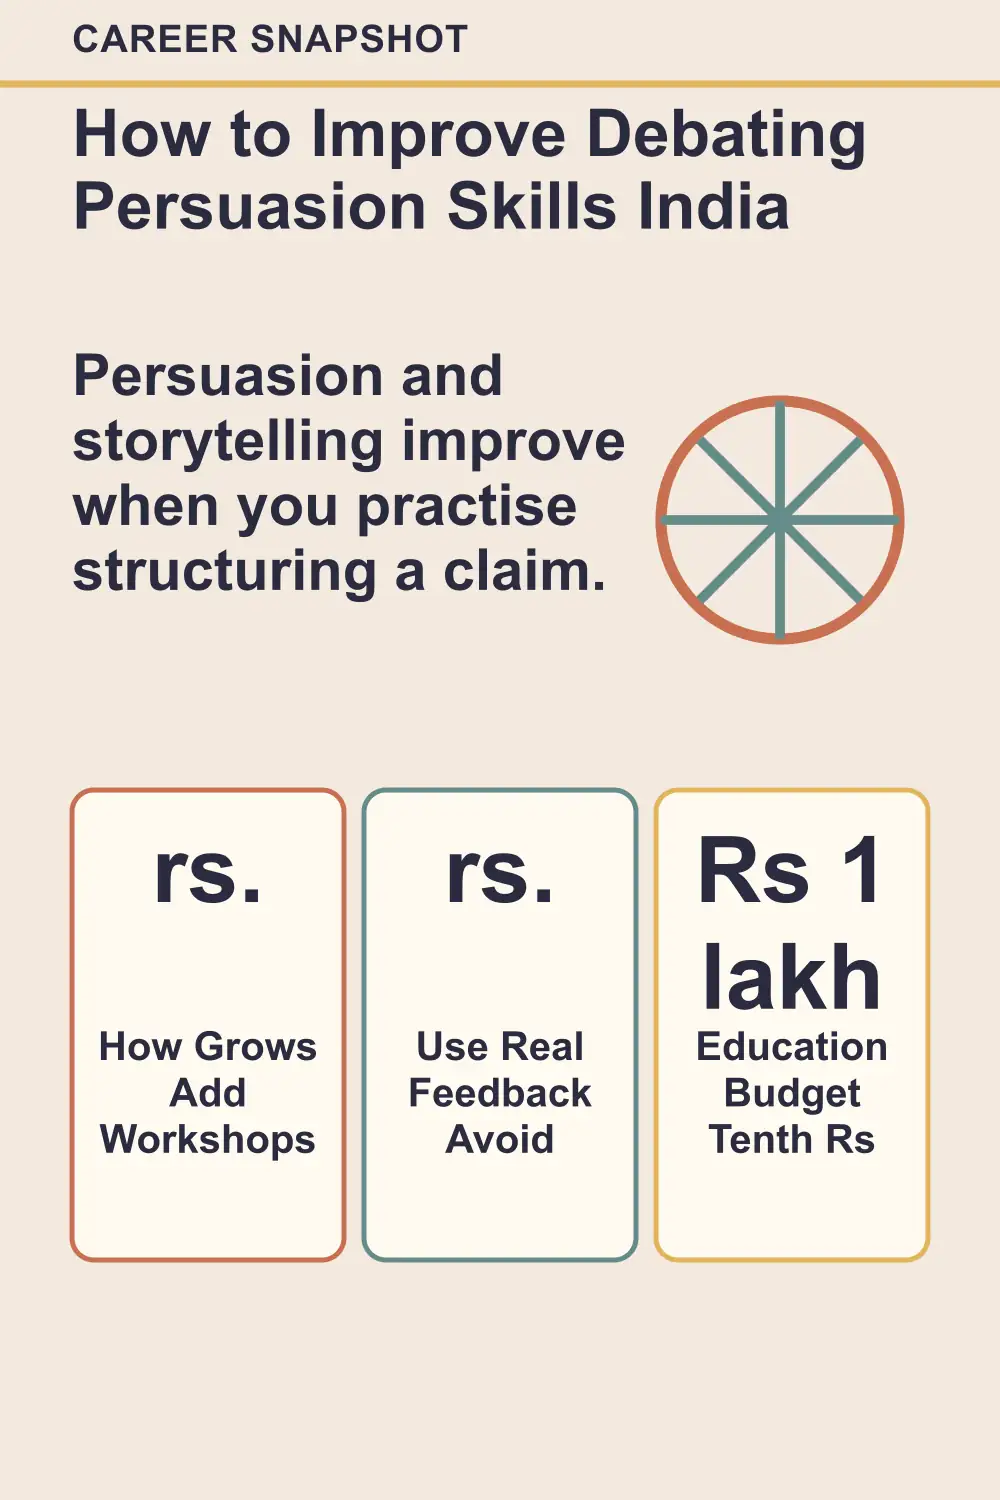 CAREER SNAPSHOT
How to Improve Debating
Persuasion Skills India
Persuasion and
storytelling improve
when you practise
structuring a claim.
rs.
How Grows
Add
Workshops
rs.
Use Real
Feedback
Avoid
Rs 1
lakh
Education
Budget
Tenth Rs